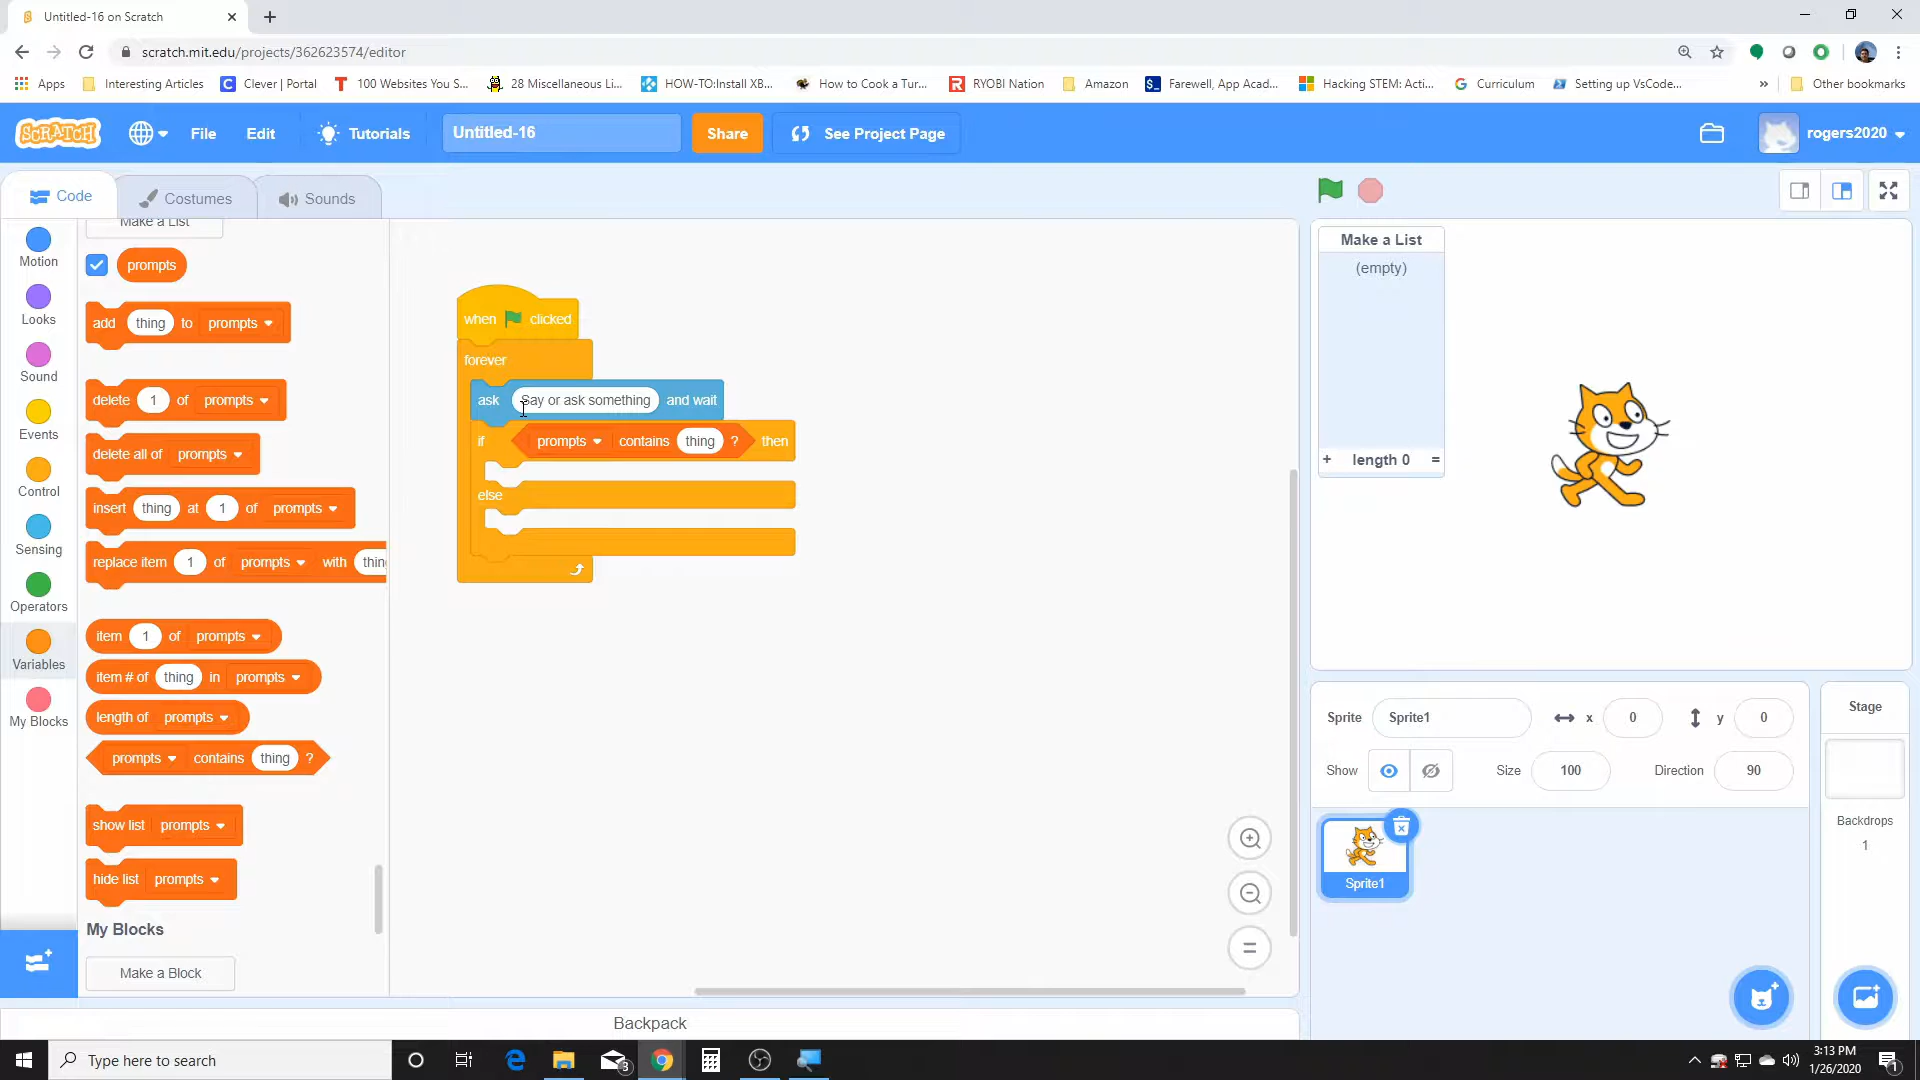 Untitled-16 on Scratch
scratch.mit.edu/projects/362623574/editor
Apps Interesting Articles Clever | Portal 100 Websites You S... 28 Miscellaneous Li... HOW-TO:Install XB... How to Cook a Tur... RYOBI Nation Amazon Farewell, App Acad... Hacking STEM: Acti... Curriculum Setting up VsCode... » Other bookmarks
SCRATCH File Edit Tutorials Untitled-16 Share See Project Page rogers2020
Code Costumes Sounds
Motion
Looks
Sound
Events
Control
Sensing
Operators
Variables
My Blocks
Make a List
prompts
add thing to prompts
delete 1 of prompts
delete all of prompts
insert thing at 1 of prompts
replace item 1 of prompts with thin
item 1 of prompts
item # of thing in prompts
length of prompts
prompts contains thing ?
show list prompts
hide list prompts
My Blocks
Make a Block
when clicked
forever
ask Say or ask something and wait
if prompts contains thing ? then
else
Make a List
(empty)
+ length 0 =
Sprite Sprite1 x 0 y 0
Show Size 100 Direction 90
Sprite1
Stage
Backdrops
1
Backpack
Type here to search
3
3:13 PM
1/26/2020
1